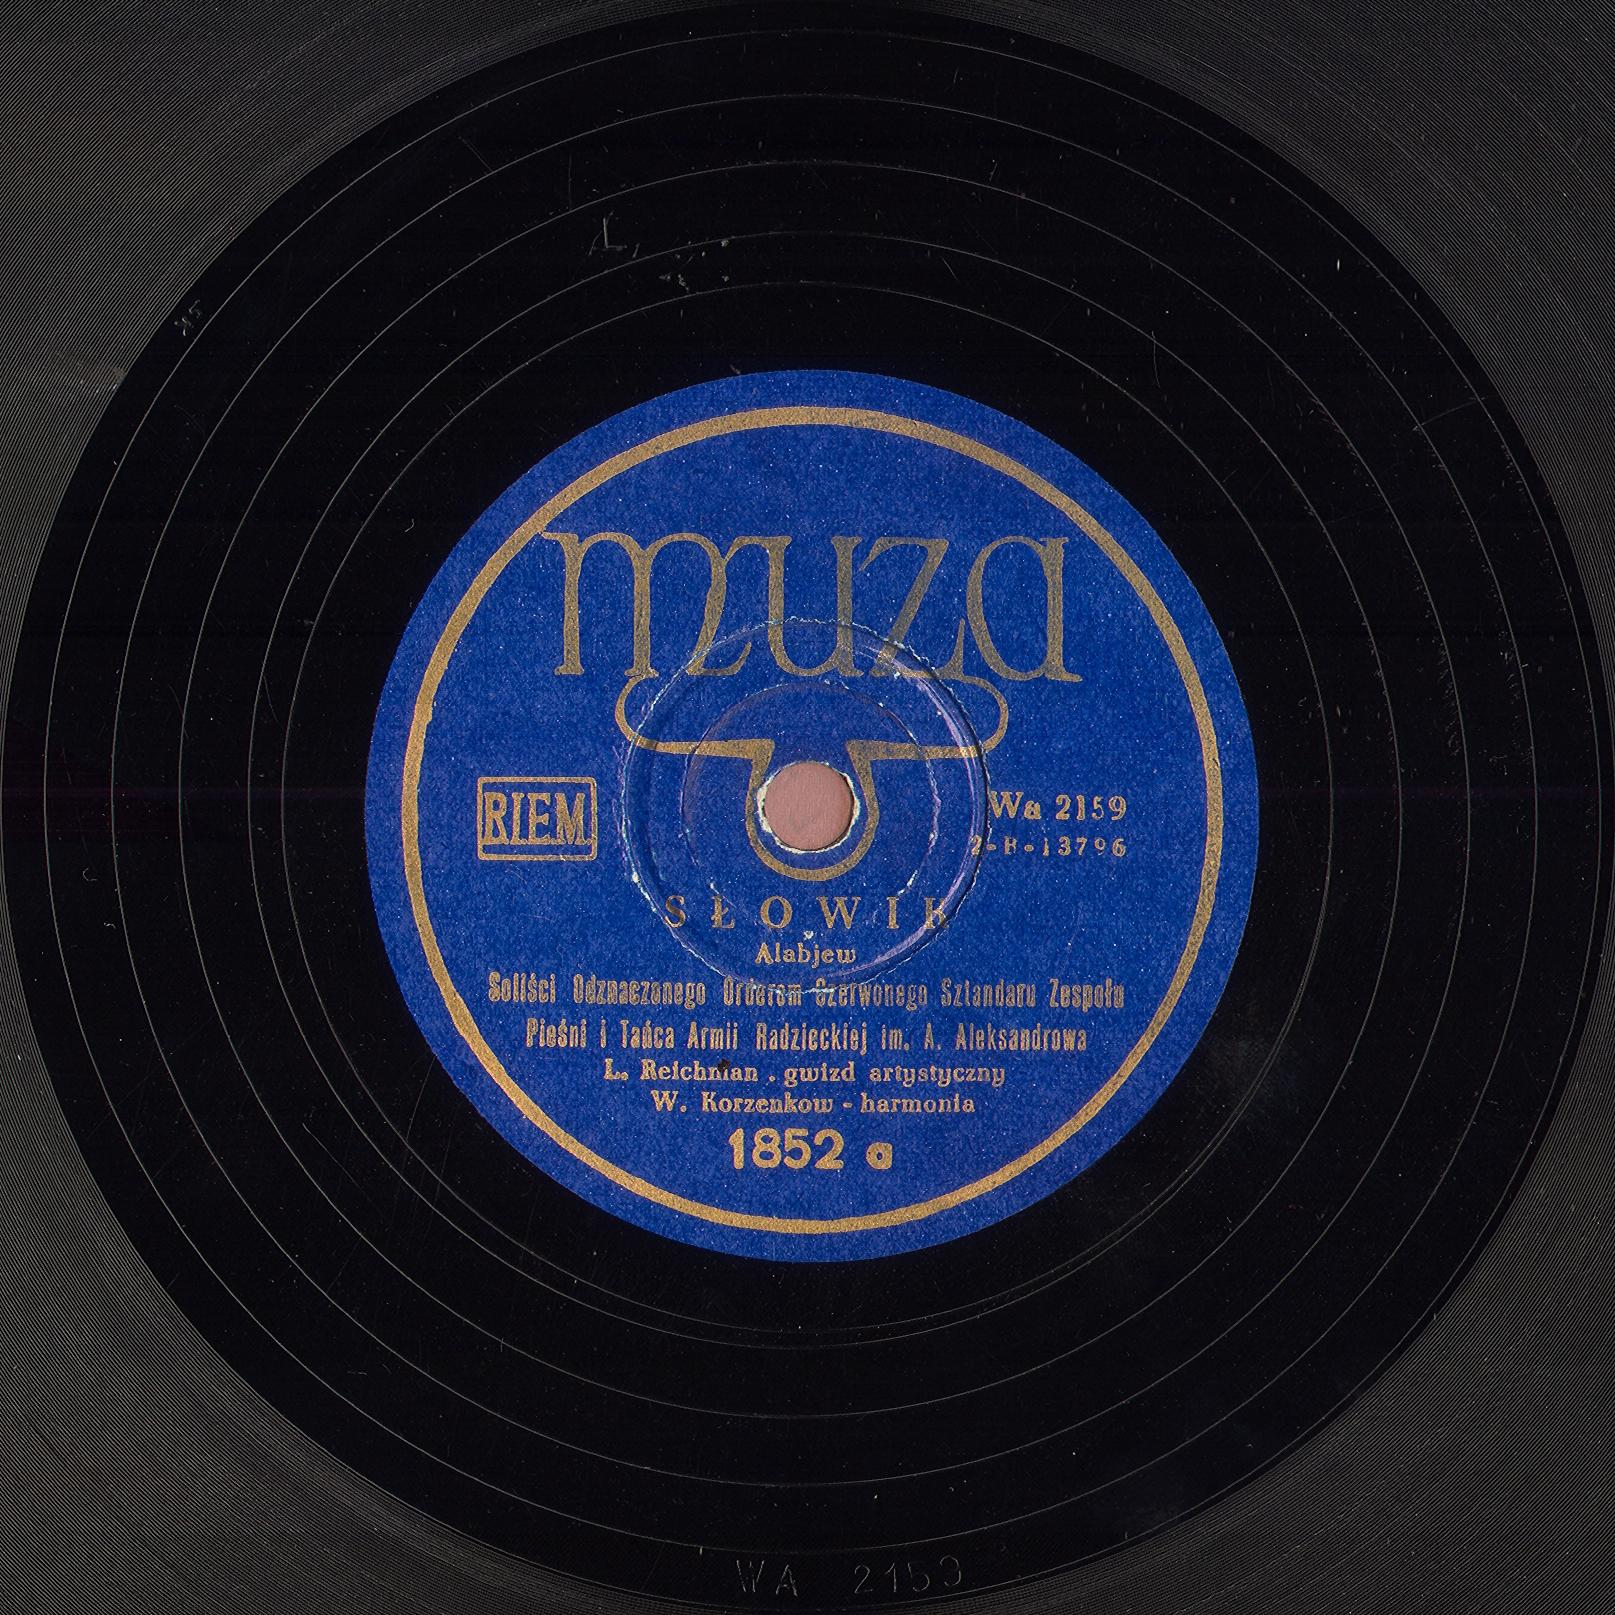 muza
BIEM
Wa 2159
2-B-13796
SŁOWIK
Alabjew
Soliści Odznaczonego Orderem Czerwonego Sztandaru Zespołu
Pieśni i Tańca Armii Radzieckiej im. A. Aleksandrowa
L. Reichman . gwizd artystyczny
W. Korzenkow - harmonia
1852 a
WA 2159